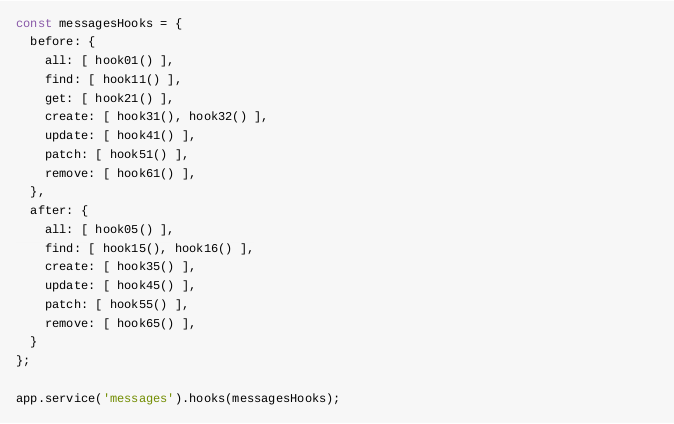 const messagesHooks = {
  before: {
    all: [ hook01() ],
    find: [ hook11() ],
    get: [ hook21() ],
    create: [ hook31(), hook32() ],
    update: [ hook41() ],
    patch: [ hook51() ],
    remove: [ hook61() ],
  },
  after: {
    all: [ hook05() ],
    find: [ hook15(), hook16() ],
    create: [ hook35() ],
    update: [ hook45() ],
    patch: [ hook55() ],
    remove: [ hook65() ],
  }
};

app.service('messages').hooks(messagesHooks);